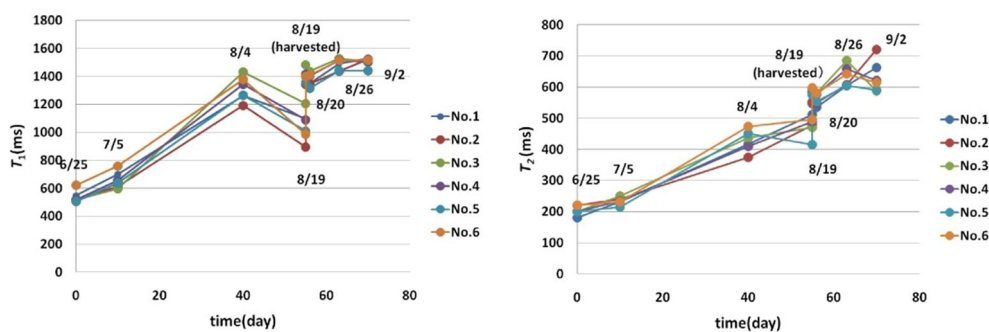 1800
1600
1400
1200
1000
800
600
400
200
0
T1(ms)
0 20 40 60 80
time(day)
6/25
7/5
8/4
8/19
(harvested)
8/20
8/26
9/2
8/19
No.1
No.2
No.3
No.4
No.5
No.6
800
700
600
500
400
300
200
100
0
T2(ms)
0 20 40 60 80
time(day)
6/25
7/5
8/4
8/19
(harvested)
8/26
9/2
8/20
8/19
No.1
No.2
No.3
No.4
No.5
No.6